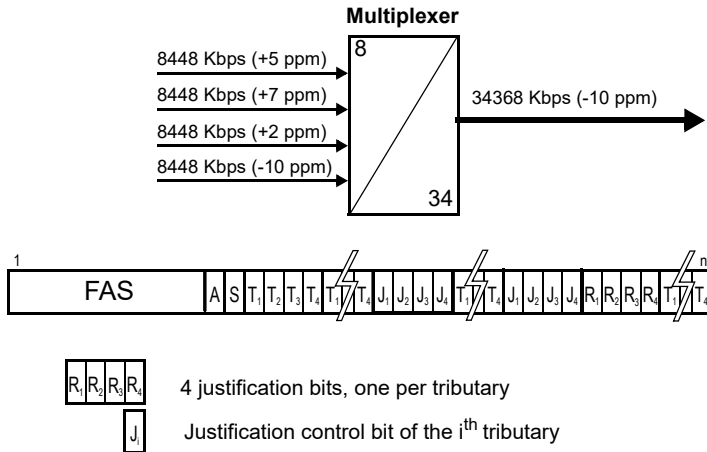 Multiplexer
8
8448 Kbps (+5 ppm)
8448 Kbps (+7 ppm)
8448 Kbps (+2 ppm)
8448 Kbps (-10 ppm)
34368 Kbps (-10 ppm)
34
1 n
FAS A S T1 T2 T3 T4 T1 T4 J1 J2 J3 J4 T1 T4 J1 J2 J3 J4 R1 R2 R3 R4 T1 T4
R1 R2 R3 R4 4 justification bits, one per tributary
Ji Justification control bit of the ith tributary